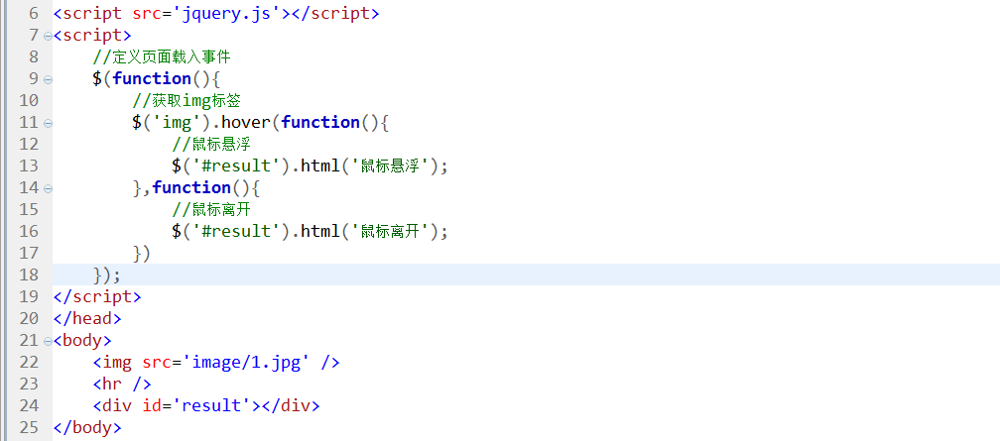 6 <script src='jquery.js'></script>
7 <script>
8     //定义页面载入事件
9     $(function(){
10         //获取img标签
11         $('img').hover(function(){
12             //鼠标悬浮
13             $('#result').html('鼠标悬浮');
14         },function(){
15             //鼠标离开
16             $('#result').html('鼠标离开');
17         })
18     });
19 </script>
20 </head>
21 <body>
22     <img src='image/1.jpg' />
23     <hr />
24     <div id='result'></div>
25 </body>